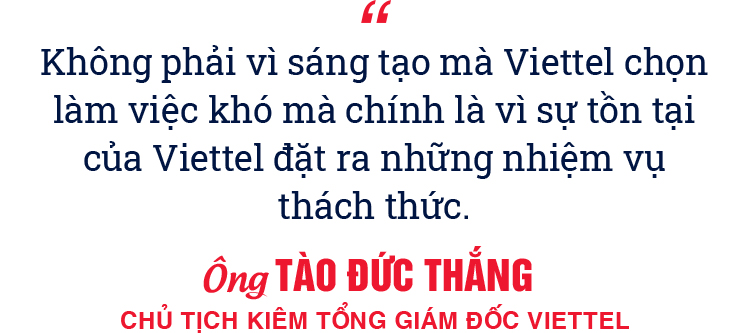 “
Không phải vì sáng tạo mà Viettel chọn
làm việc khó mà chính là vì sự tồn tại
của Viettel đặt ra những nhiệm vụ
thách thức.
Ông TÀO ĐỨC THẮNG
CHỦ TỊCH KIÊM TỔNG GIÁM ĐỐC VIETTEL